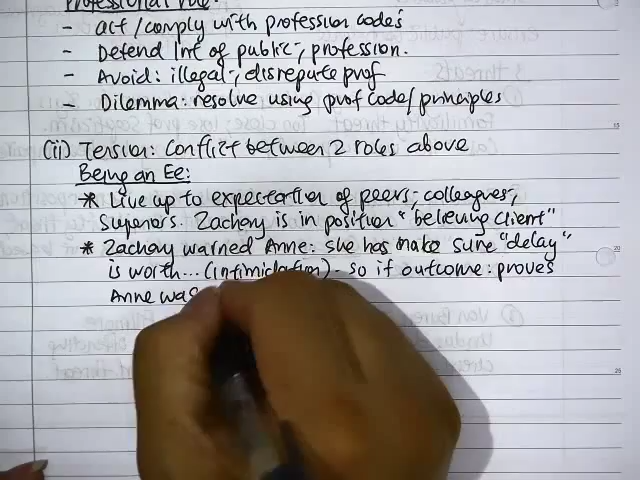 Professional role:
- act/comply with profession codes
- Defend Int of public, profession.
- Avoid: illegal, disrepute prof
- Dilemma: resolve using prof code/principles
(ii) Tension: Conflict between 2 roles above
Being an Ee:
* Live up to expectation of peers, colleagues,
Superiors. Zachary is in position "believing client"
* Zachary warned Anne: she has make sure "delay"
is worth...(intimidation). so if outcome: proves
Anne was